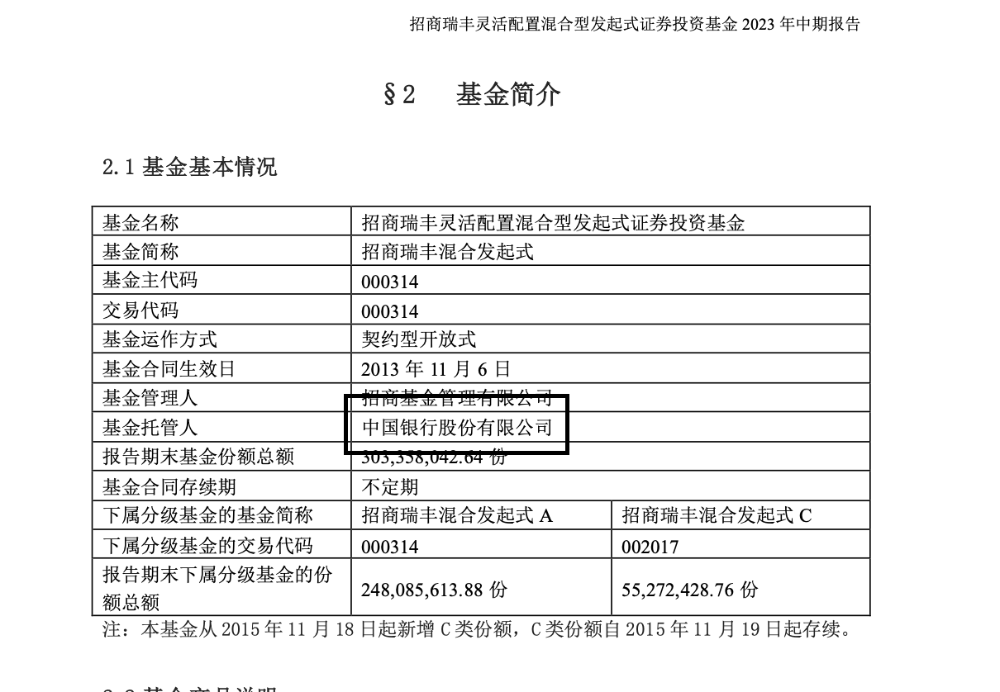 招商瑞丰灵活配置混合型发起式证券投资基金 2023 年中期报告
§2 基金简介
2.1 基金基本情况
基金名称 招商瑞丰灵活配置混合型发起式证券投资基金
基金简称 招商瑞丰混合发起式
基金主代码 000314
交易代码 000314
基金运作方式 契约型开放式
基金合同生效日 2013 年 11 月 6 日
基金管理人 招商基金管理有限公司
基金托管人 中国银行股份有限公司
报告期末基金份额总额 303,358,042.64 份
基金合同存续期 不定期
下属分级基金的基金简称 招商瑞丰混合发起式 A 招商瑞丰混合发起式 C
下属分级基金的交易代码 000314 002017
报告期末下属分级基金的份
额总额 248,085,613.88 份 55,272,428.76 份
注：本基金从 2015 年 11 月 18 日起新增 C 类份额，C 类份额自 2015 年 11 月 19 日起存续。